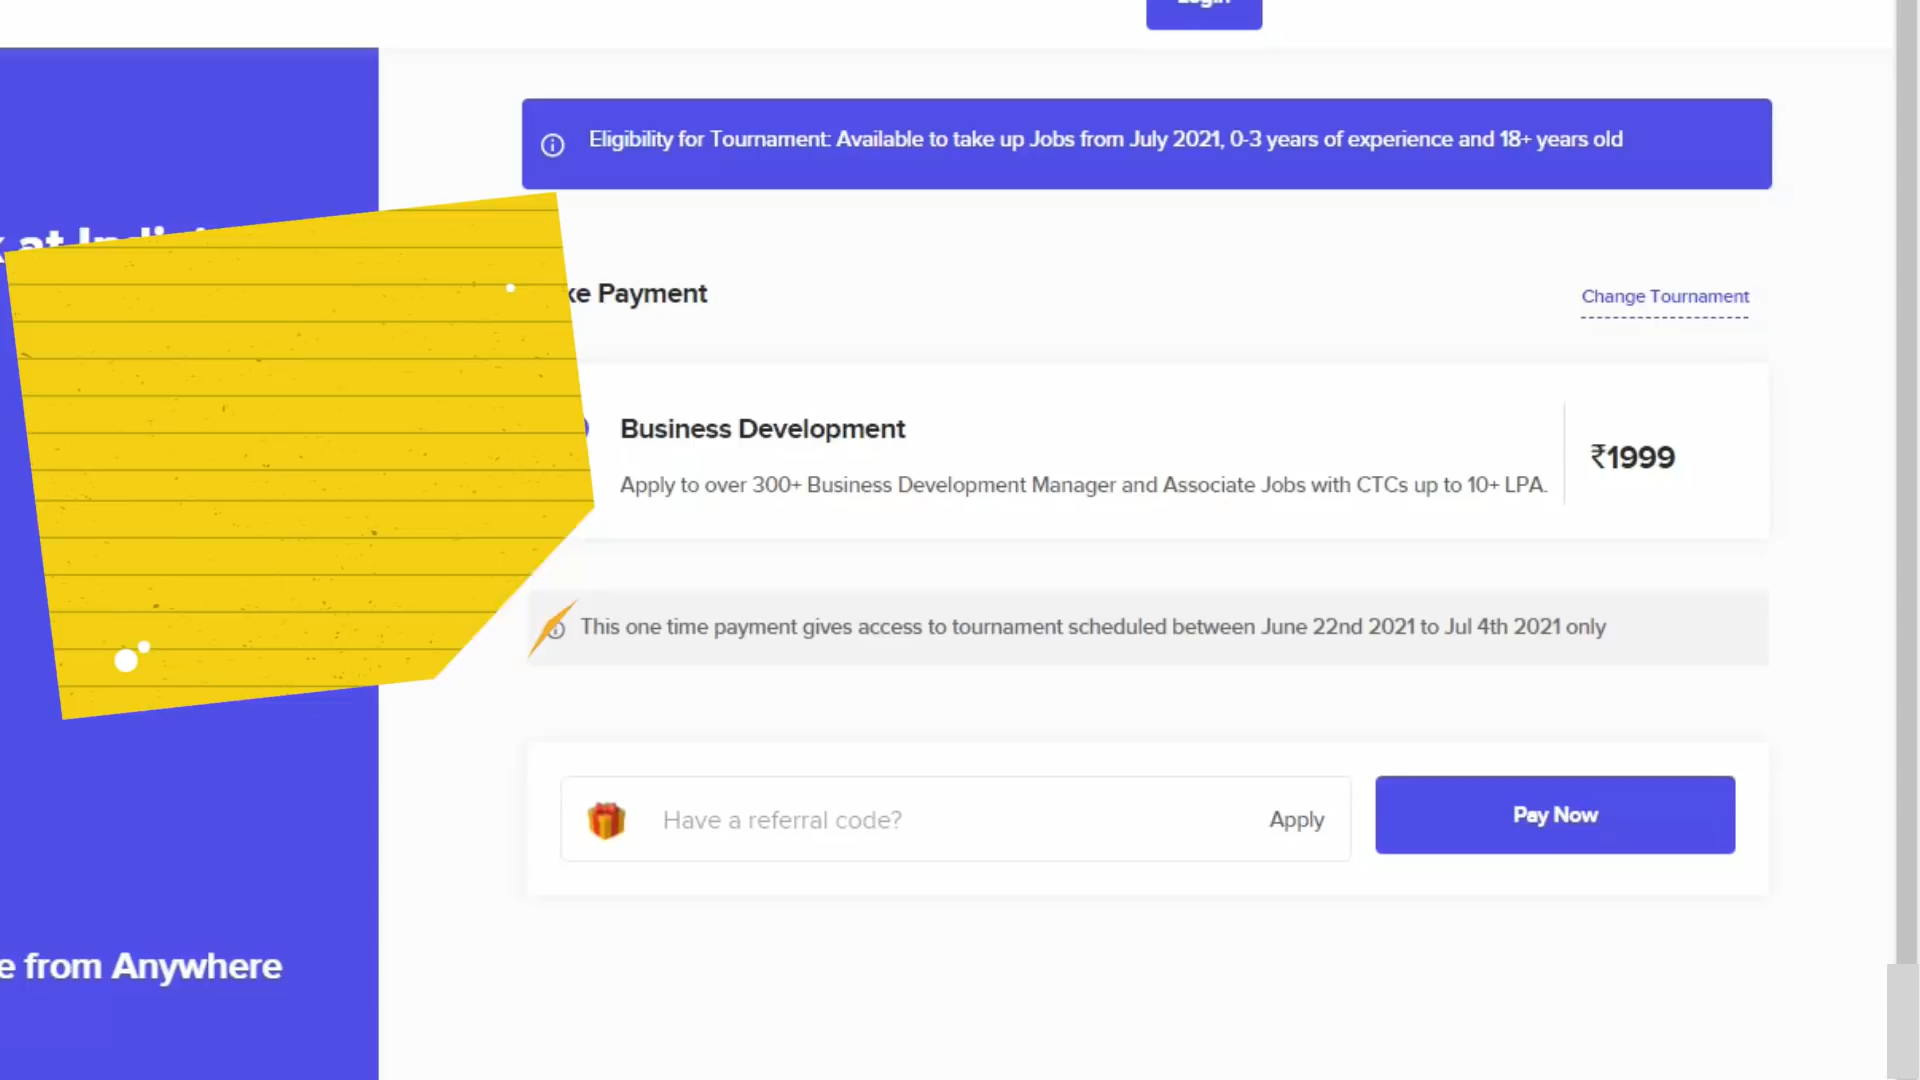 Login
Eligibility for Tournament: Available to take up Jobs from July 2021, 0-3 years of experience and 18+ years old
at
Payment
Change Tournament
Business Development
₹1999
Apply to over 300+ Business Development Manager and Associate Jobs with CTCs up to 10+ LPA.
This one time payment gives access to tournament scheduled between June 22nd 2021 to Jul 4th 2021 only
Have a referral code?
Apply
Pay Now
from Anywhere